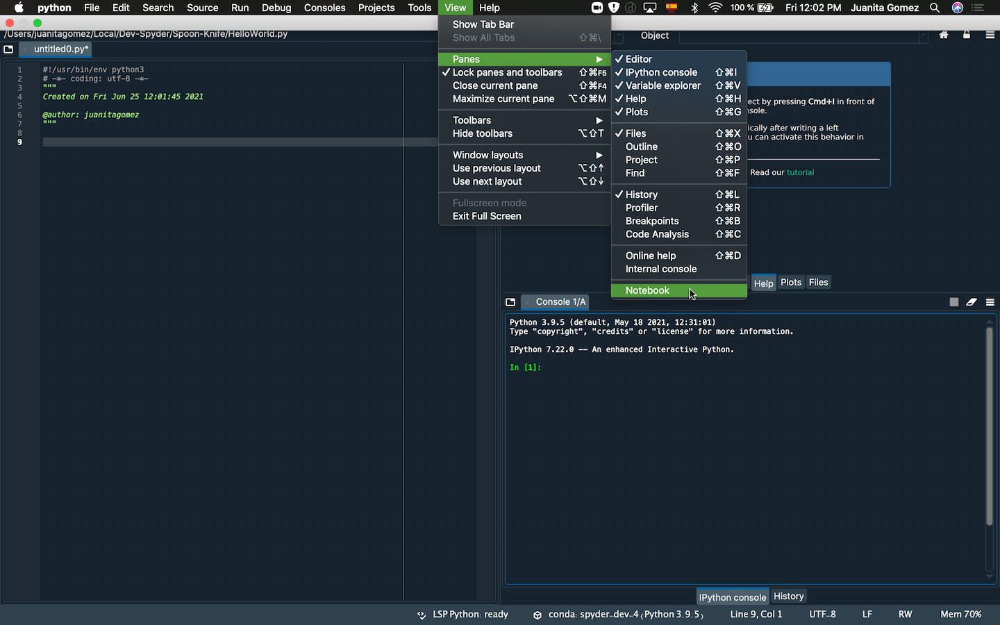 python File Edit Search Source Run Debug Consoles Projects Tools View Help 100 % Fri 12:02 PM Juanita Gomez
/Users/juanitagomez/Local/Dev-Spyder/Spoon-Knife/HelloWorld.py
untitled0.py*
1 #!/usr/bin/env python3
2 # -*- coding: utf-8 -*-
3 """
4 Created on Fri Jun 25 12:01:45 2021
5
6 @author: juanitagomez
7 """
8
9
Show Tab Bar
Show All Tabs ⇧⌘\
Panes ▶
✓ Lock panes and toolbars ⇧⌘F5
Close current pane ⇧⌘F4
Maximize current pane ⌥⇧⌘M
Toolbars ▶
Hide toolbars ⌥⇧T
Window layouts ▶
Use previous layout ⌥⇧↑
Use next layout ⌥⇧↓
Fullscreen mode
Exit Full Screen
✓ Editor
✓ IPython console ⇧⌘I
✓ Variable explorer ⇧⌘V
✓ Help ⇧⌘H
✓ Plots ⇧⌘G
✓ Files ⇧⌘X
Outline ⇧⌘O
Project ⇧⌘P
Find ⇧⌘F
✓ History ⇧⌘L
Profiler ⇧⌘R
Breakpoints ⇧⌘B
Code Analysis ⇧⌘C
Online help ⇧⌘D
Internal console
Notebook
Object
ect by pressing Cmd+I in front of
sole.
ically after writing a left
u can activate this behavior in
Read our tutorial
Help Plots Files
Console 1/A
Python 3.9.5 (default, May 18 2021, 12:31:01)
Type "copyright", "credits" or "license" for more information.
IPython 7.22.0 -- An enhanced Interactive Python.
In [1]:
IPython console History
LSP Python: ready conda: spyder-dev-4 (Python 3.9.5) Line 9, Col 1 UTF-8 LF RW Mem 70%